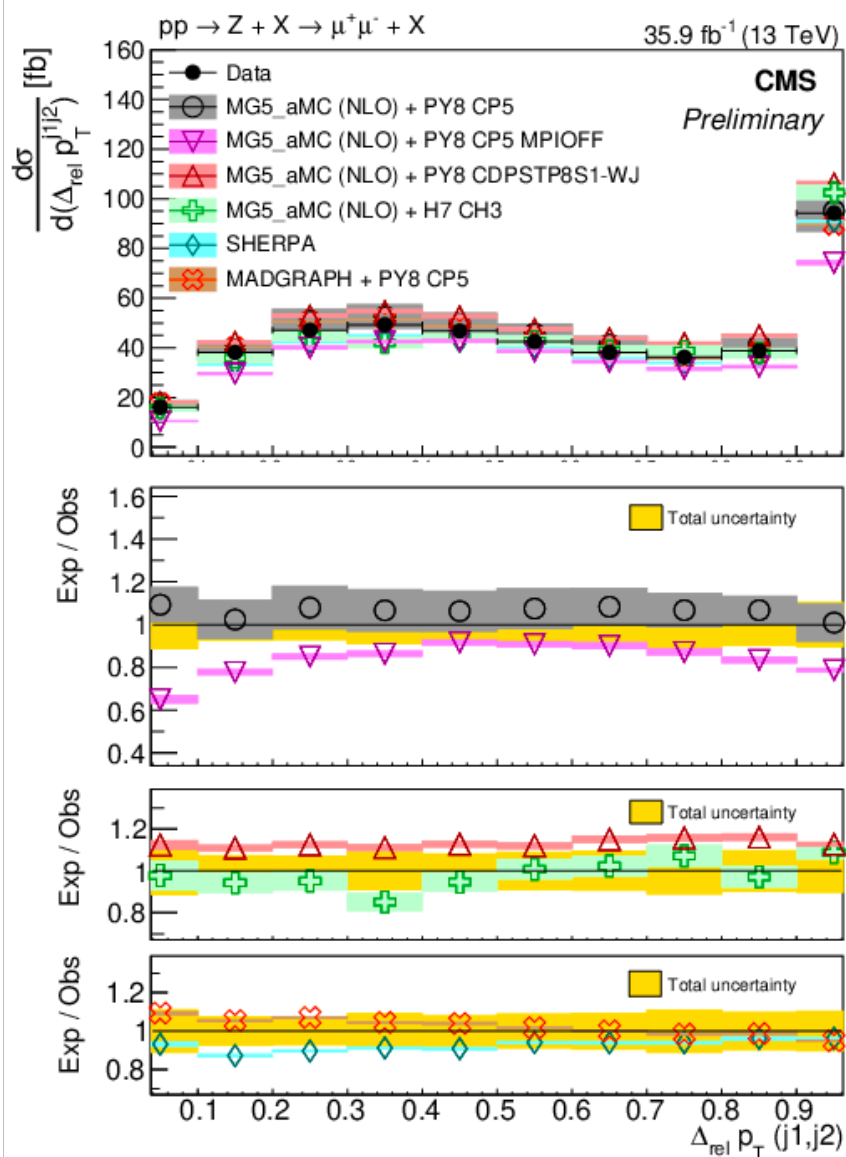 pp → Z + X → μ⁺μ⁻ + X
35.9 fb⁻¹ (13 TeV)
dσ / d(Δ_rel p_T^{j1j2}) [fb]
160
140
120
100
80
60
40
20
0
CMS
Preliminary
Data
MG5_aMC (NLO) + PY8 CP5
MG5_aMC (NLO) + PY8 CP5 MPIOFF
MG5_aMC (NLO) + PY8 CDPSTP8S1-WJ
MG5_aMC (NLO) + H7 CH3
SHERPA
MADGRAPH + PY8 CP5
Exp / Obs
1.6
1.4
1.2
1
0.8
0.6
0.4
Total uncertainty
Exp / Obs
1.2
1
0.8
Total uncertainty
Exp / Obs
1.2
1
0.8
Total uncertainty
0.1 0.2 0.3 0.4 0.5 0.6 0.7 0.8 0.9
Δ_rel p_T (j1,j2)